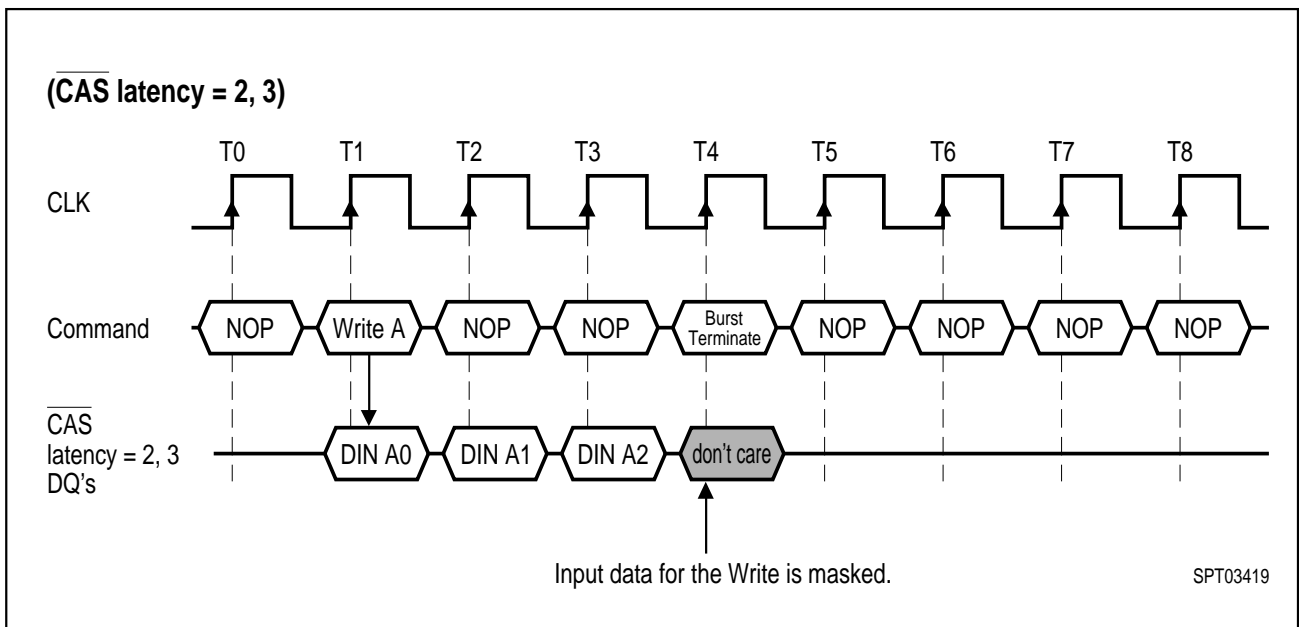 (CAS latency = 2, 3)
T0 T1 T2 T3 T4 T5 T6 T7 T8
CLK
Command NOP Write A NOP NOP Burst Terminate NOP NOP NOP NOP
CAS
latency = 2, 3
DQ's
DIN A0 DIN A1 DIN A2 don't care
Input data for the Write is masked.
SPT03419